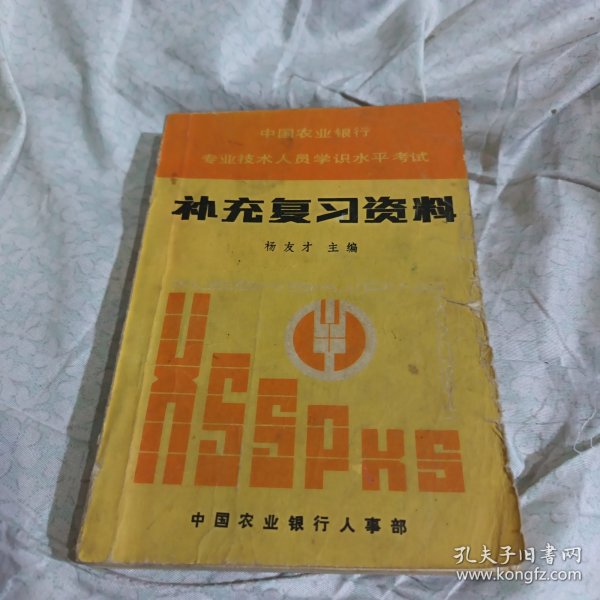 中国农业银行
专业技术人员学识水平考试
补充复习资料
杨友才 主编
XSSPKS
中国农业银行人事部
孔夫子旧书网
www.kongfz.com